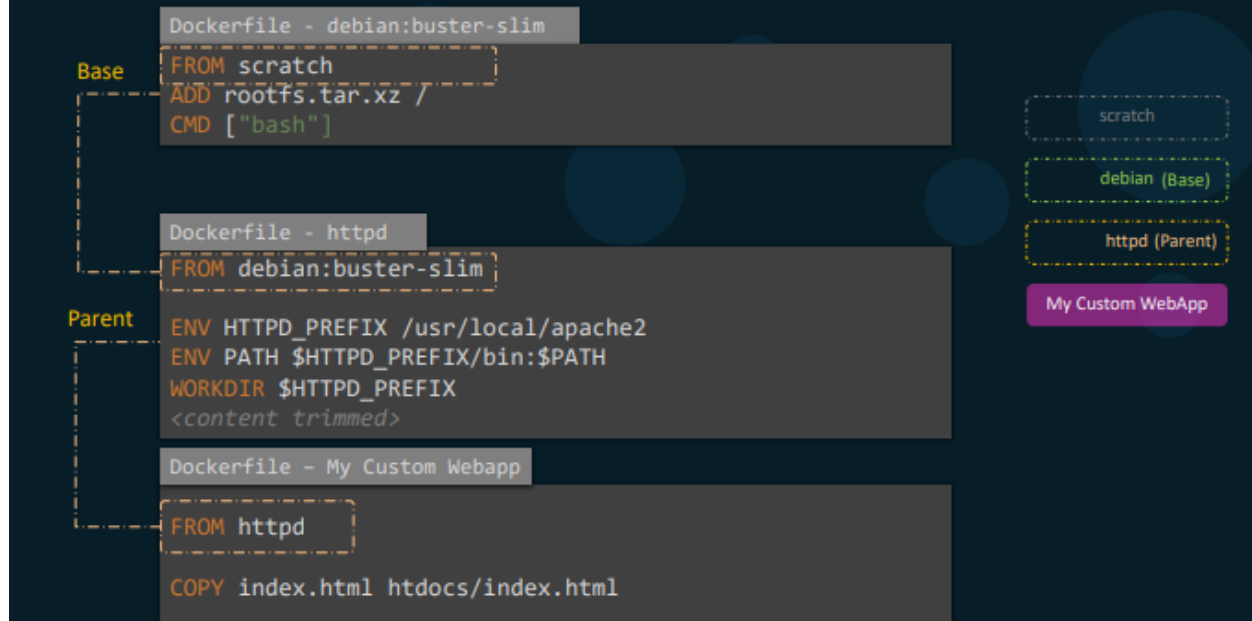 Dockerfile - debian:buster-slim
Base
FROM scratch
ADD rootfs.tar.xz /
CMD ["bash"]
Dockerfile - httpd
FROM debian:buster-slim
Parent
ENV HTTPD_PREFIX /usr/local/apache2
ENV PATH $HTTPD_PREFIX/bin:$PATH
WORKDIR $HTTPD_PREFIX
<content trimmed>
Dockerfile – My Custom Webapp
FROM httpd
COPY index.html htdocs/index.html
scratch
debian (Base)
httpd (Parent)
My Custom WebApp